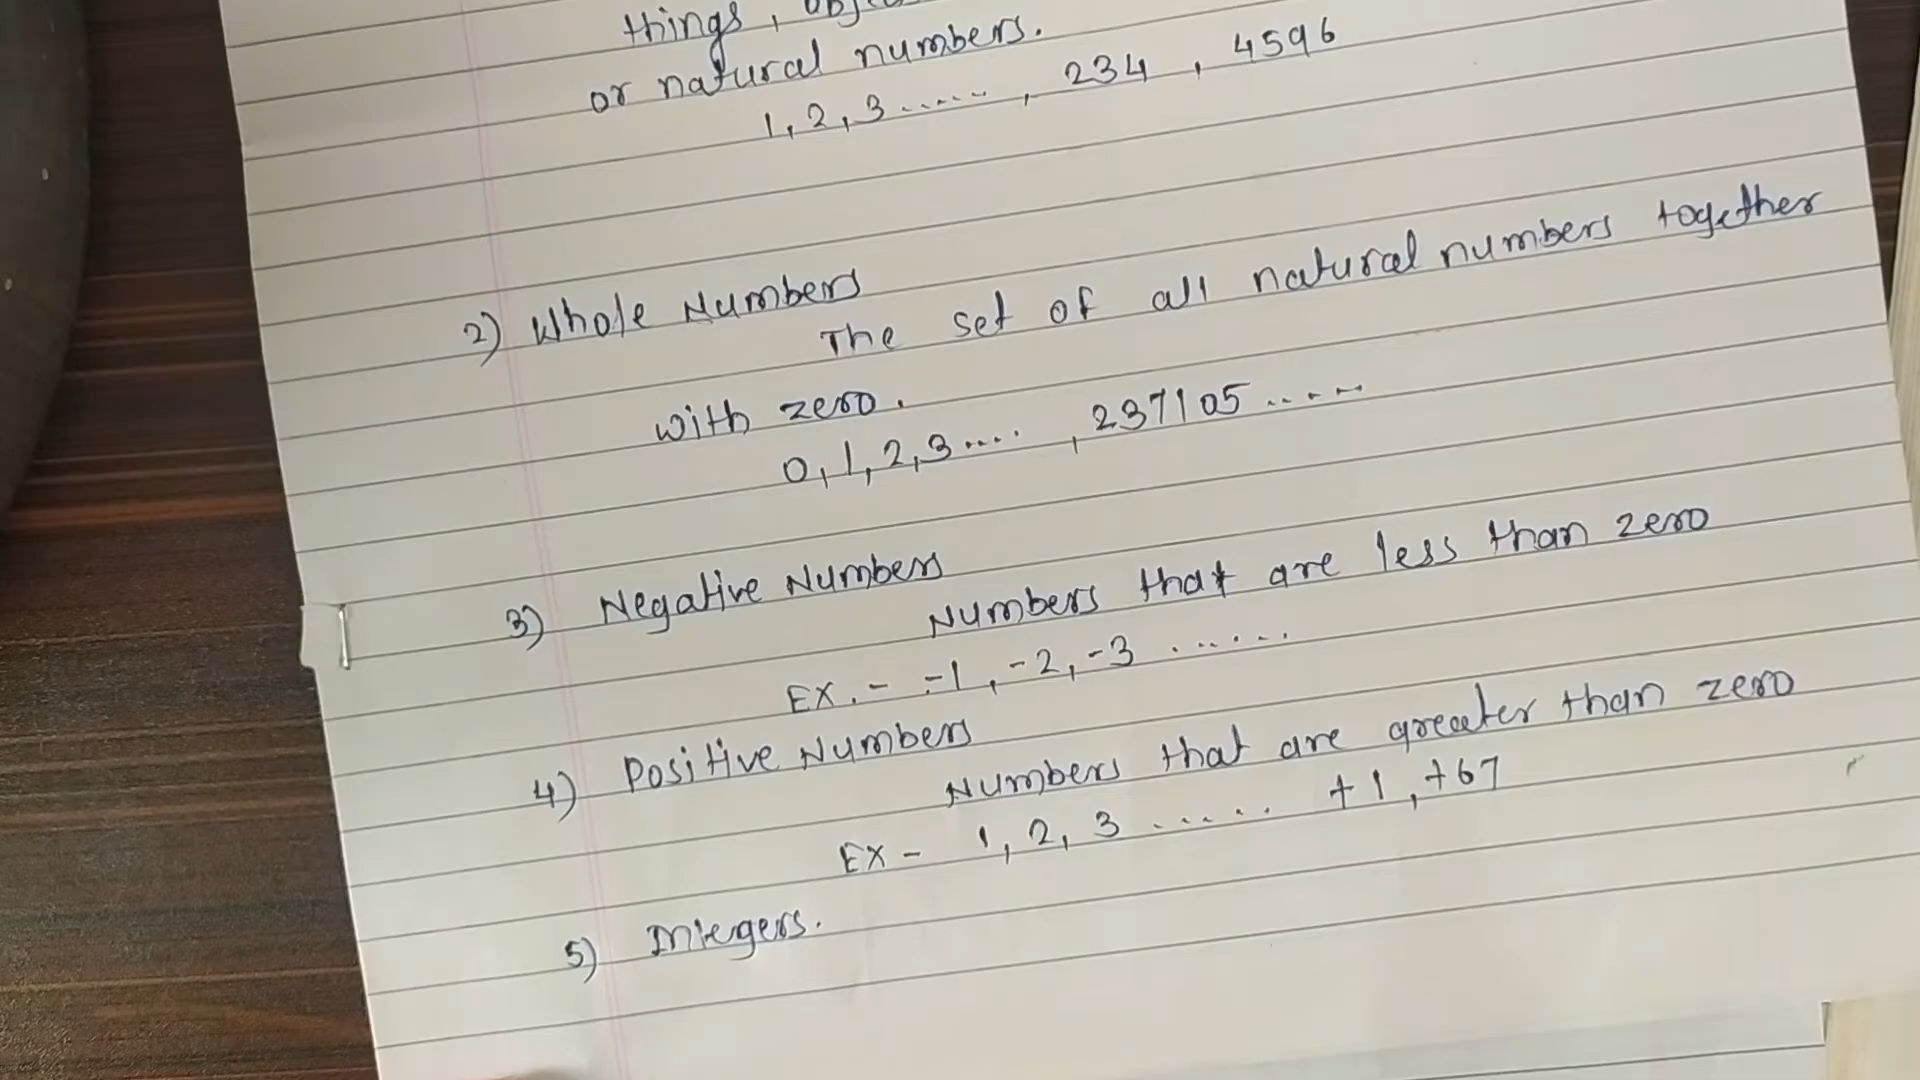 things, obje
or natural numbers.
1, 2, 3 ......, 234, 4596
2) Whole Numbers
The set of all natural numbers together
with zero.
0, 1, 2, 3 ...., 237105 .....
3) Negative Numbers
Numbers that are less than zero
EX. - -1, -2, -3 ......
4) Positive Numbers
Numbers that are greater than zero
EX - 1, 2, 3 ...... +1, +67
5) Integers.